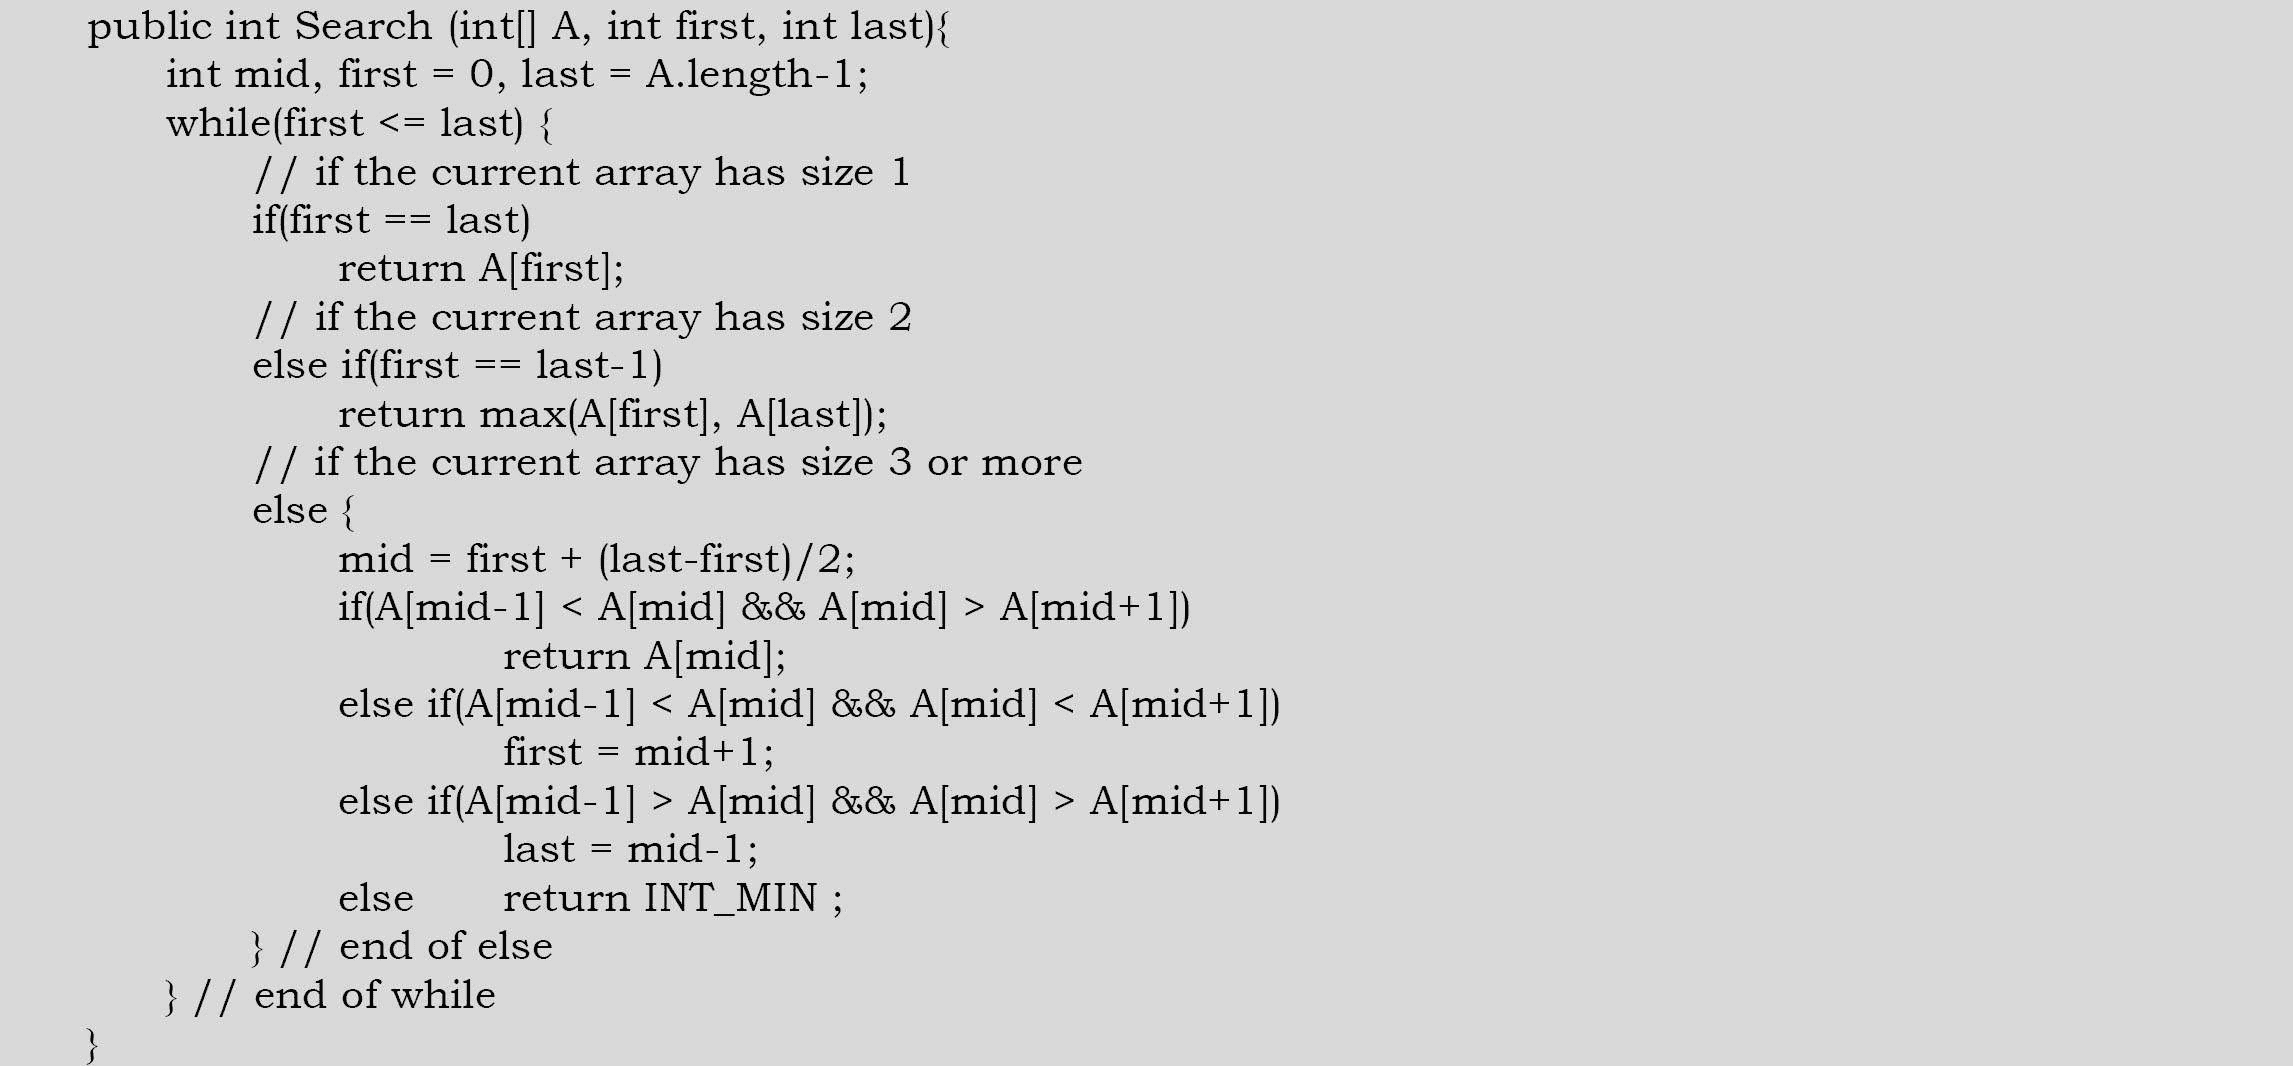 public int Search (int[] A, int first, int last){
int mid, first = 0, last = A.length-1;
while(first <= last) {
// if the current array has size 1
if(first == last)
return A[first];
// if the current array has size 2
else if(first == last-1)
return max(A[first], A[last]);
// if the current array has size 3 or more
else {
mid = first + (last-first)/2;
if(A[mid-1] < A[mid] && A[mid] > A[mid+1])
return A[mid];
else if(A[mid-1] < A[mid] && A[mid] < A[mid+1])
first = mid+1;
else if(A[mid-1] > A[mid] && A[mid] > A[mid+1])
last = mid-1;
else return INT_MIN ;
} // end of else
} // end of while
}